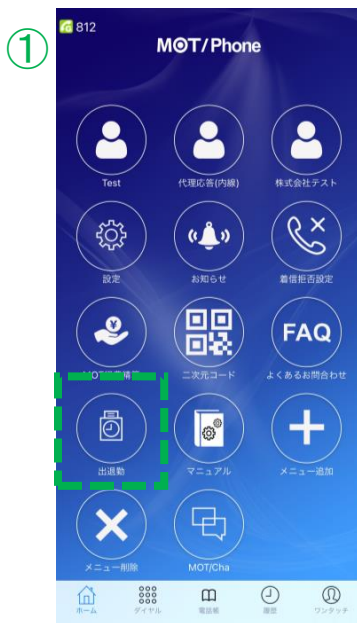 ①
812
MOT/Phone
Test
代理応答(内線)
株式会社テスト
設定
お知らせ
着信拒否設定
¥
FAQ
二次元コード
よくあるお問合わせ
出退勤
マニュアル
メニュー追加
メニュー削除
MOT/Cha
ホーム
ダイヤル
電話帳
履歴
ワンタッチ